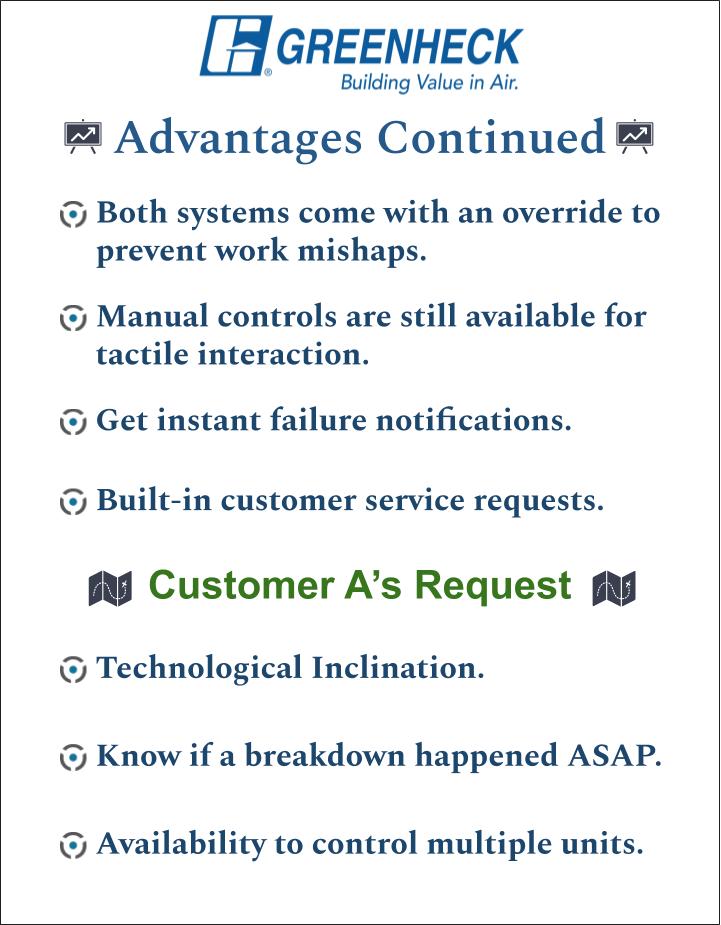 GREENHECK
®
Building Value in Air.
Advantages Continued
Both systems come with an override to
prevent work mishaps.
Manual controls are still available for
tactile interaction.
Get instant failure notifications.
Built-in customer service requests.
Customer A’s Request
Technological Inclination.
Know if a breakdown happened ASAP.
Availability to control multiple units.